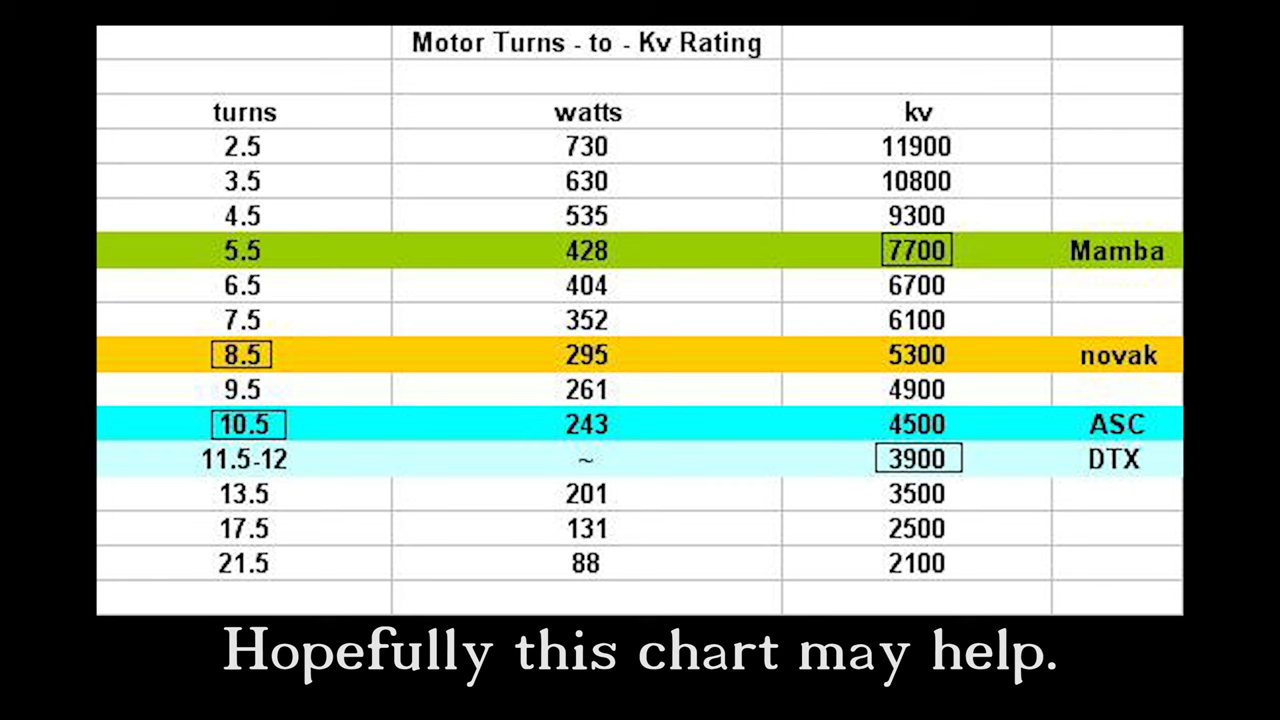 Motor Turns - to - Kv Rating
turns watts kv
2.5 730 11900
3.5 630 10800
4.5 535 9300
5.5 428 7700 Mamba
6.5 404 6700
7.5 352 6100
8.5 295 5300 novak
9.5 261 4900
10.5 243 4500 ASC
11.5-12 ~ 3900 DTX
13.5 201 3500
17.5 131 2500
21.5 88 2100
Hopefully this chart may help.